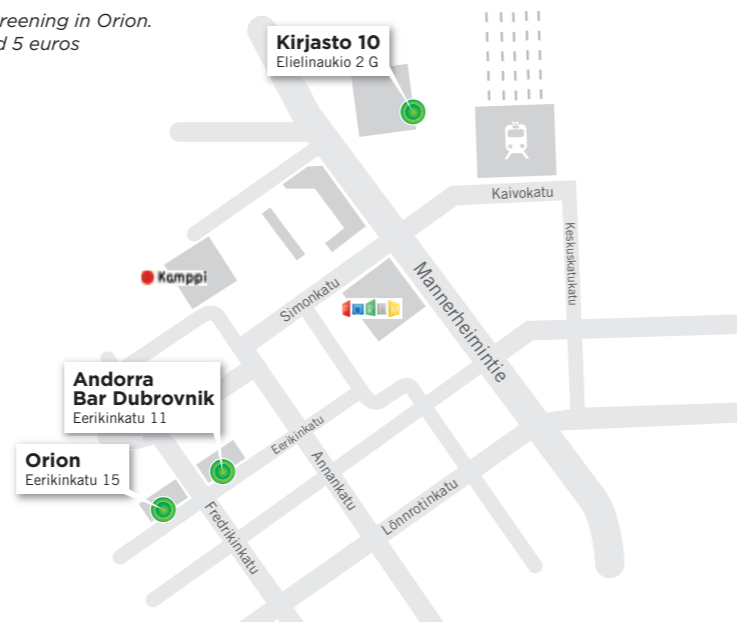 reening in Orion.
d 5 euros
Kirjasto 10
Elielinaukio 2 G
Kaivokatu
Keskuskatukatu
Kamppi
Simonkatu
Mannerheimintie
Andorra
Bar Dubrovnik
Eerikinkatu 11
Eerikinkatu
Orion
Eerikinkatu 15
Annankatu
Lönnrotinkatu
Fredrikinkatu